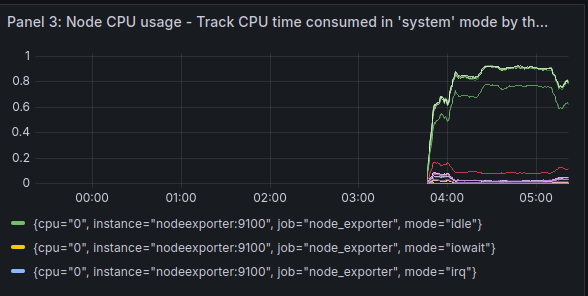 Panel 3: Node CPU usage - Track CPU time consumed in 'system' mode by th...
1
0.8
0.6
0.4
0.2
0
00:00 01:00 02:00 03:00 04:00 05:00
{cpu="0", instance="nodeexporter:9100", job="node_exporter", mode="idle"}
{cpu="0", instance="nodeexporter:9100", job="node_exporter", mode="iowait"}
{cpu="0", instance="nodeexporter:9100", job="node_exporter", mode="irq"}